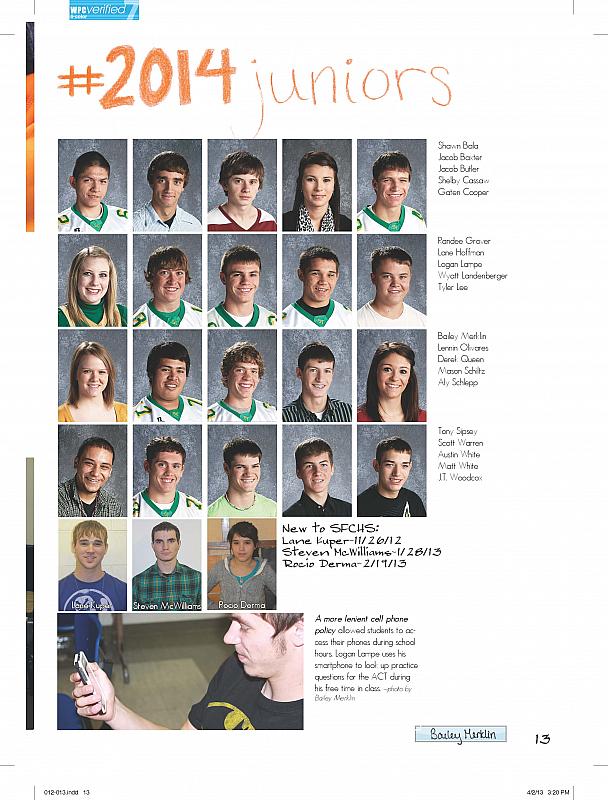 WPC verified 7
4-color
#2014 juniors
Shawn Bala
Jacob Baxter
Jacob Butler
Shelby Cassaw
Gaten Cooper
Randee Graver
Lane Hoffman
Logan Lampe
Wyatt Landenberger
Tyler Lee
Bailey Merklin
Lennin Olivares
Derek Queen
Mason Schiltz
Aly Schlepp
Tony Sipsey
Scott Warren
Austin White
Matt White
J.T. Woodcox
New to SFCHS:
Lane Kuper-11/26/12
Steven McWilliams-1/28/13
Rocio Derma-2/19/13
Lane Kuper
Steven McWilliams
Rocio Derma
A more lenient cell phone
policy allowed students to ac-
cess their phones during school
hours. Logan Lampe uses his
smartphone to look up practice
questions for the ACT during
his free time in class. ~photo by
Bailey Merklin
Bailey Merklin
13
012-013.indd 13
4/2/13 3:20 PM